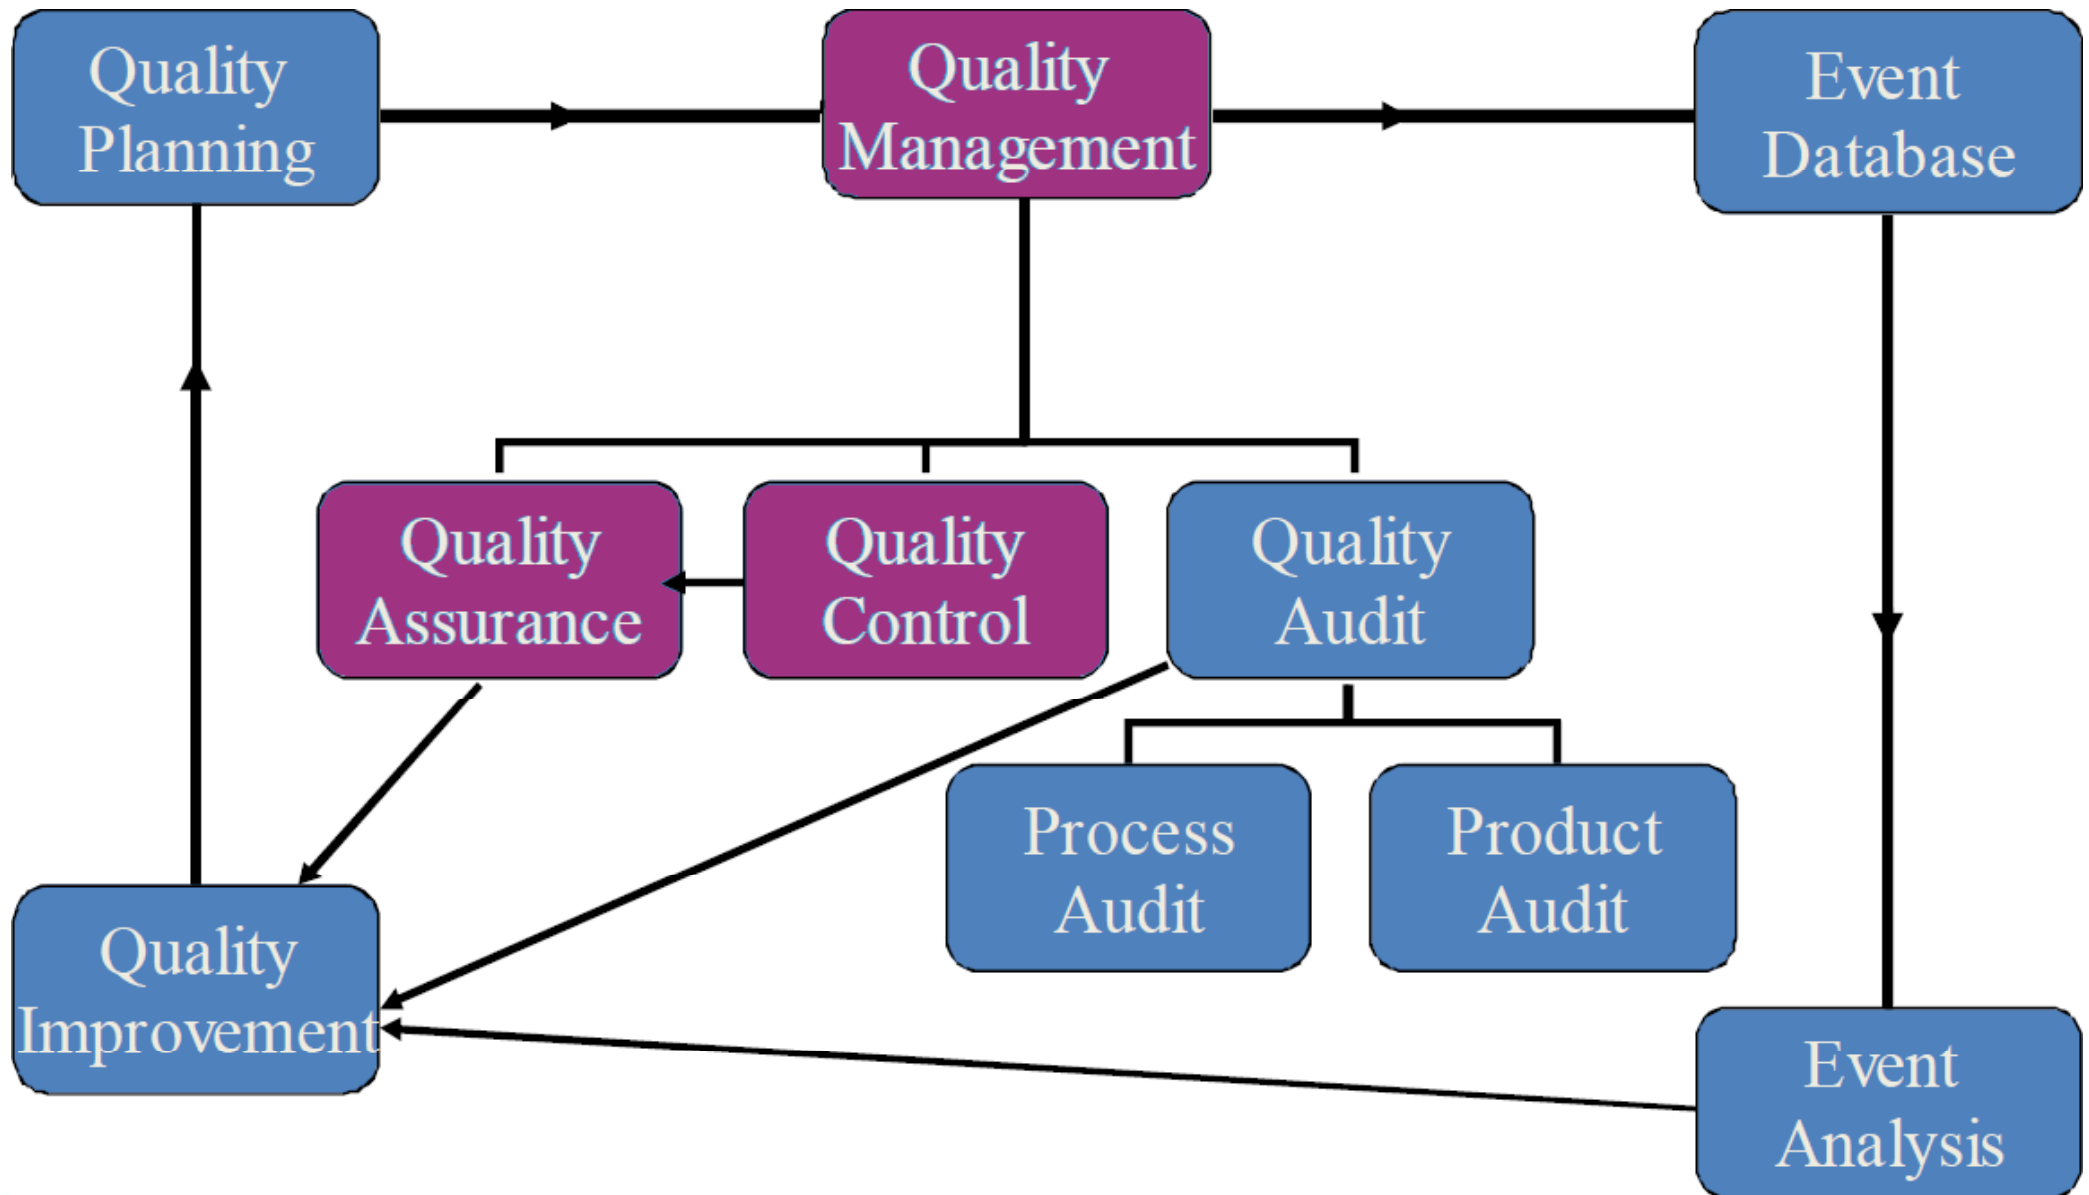 Quality
Planning
Quality
Management
Event
Database
Quality
Assurance
Quality
Control
Quality
Audit
Process
Audit
Product
Audit
Quality
Improvement
Event
Analysis